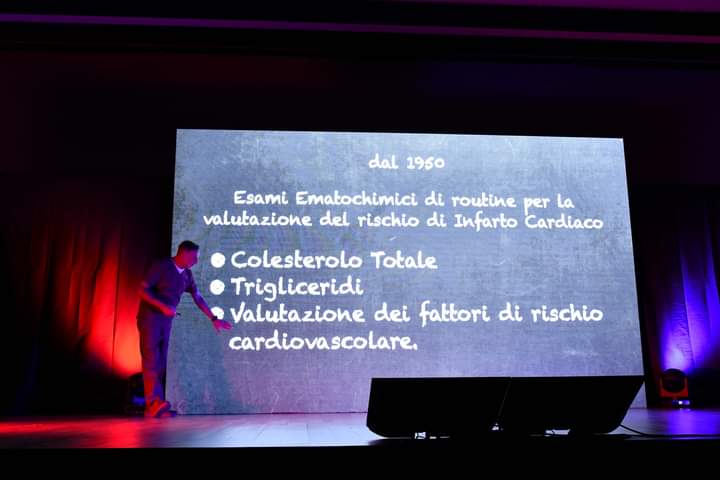 dal 1950
Esami Ematochimici di routine per la
valutazione del rischio di Infarto Cardiaco
Colesterolo Totale
Trigliceridi
Valutazione dei fattori di rischio
cardiovascolare.